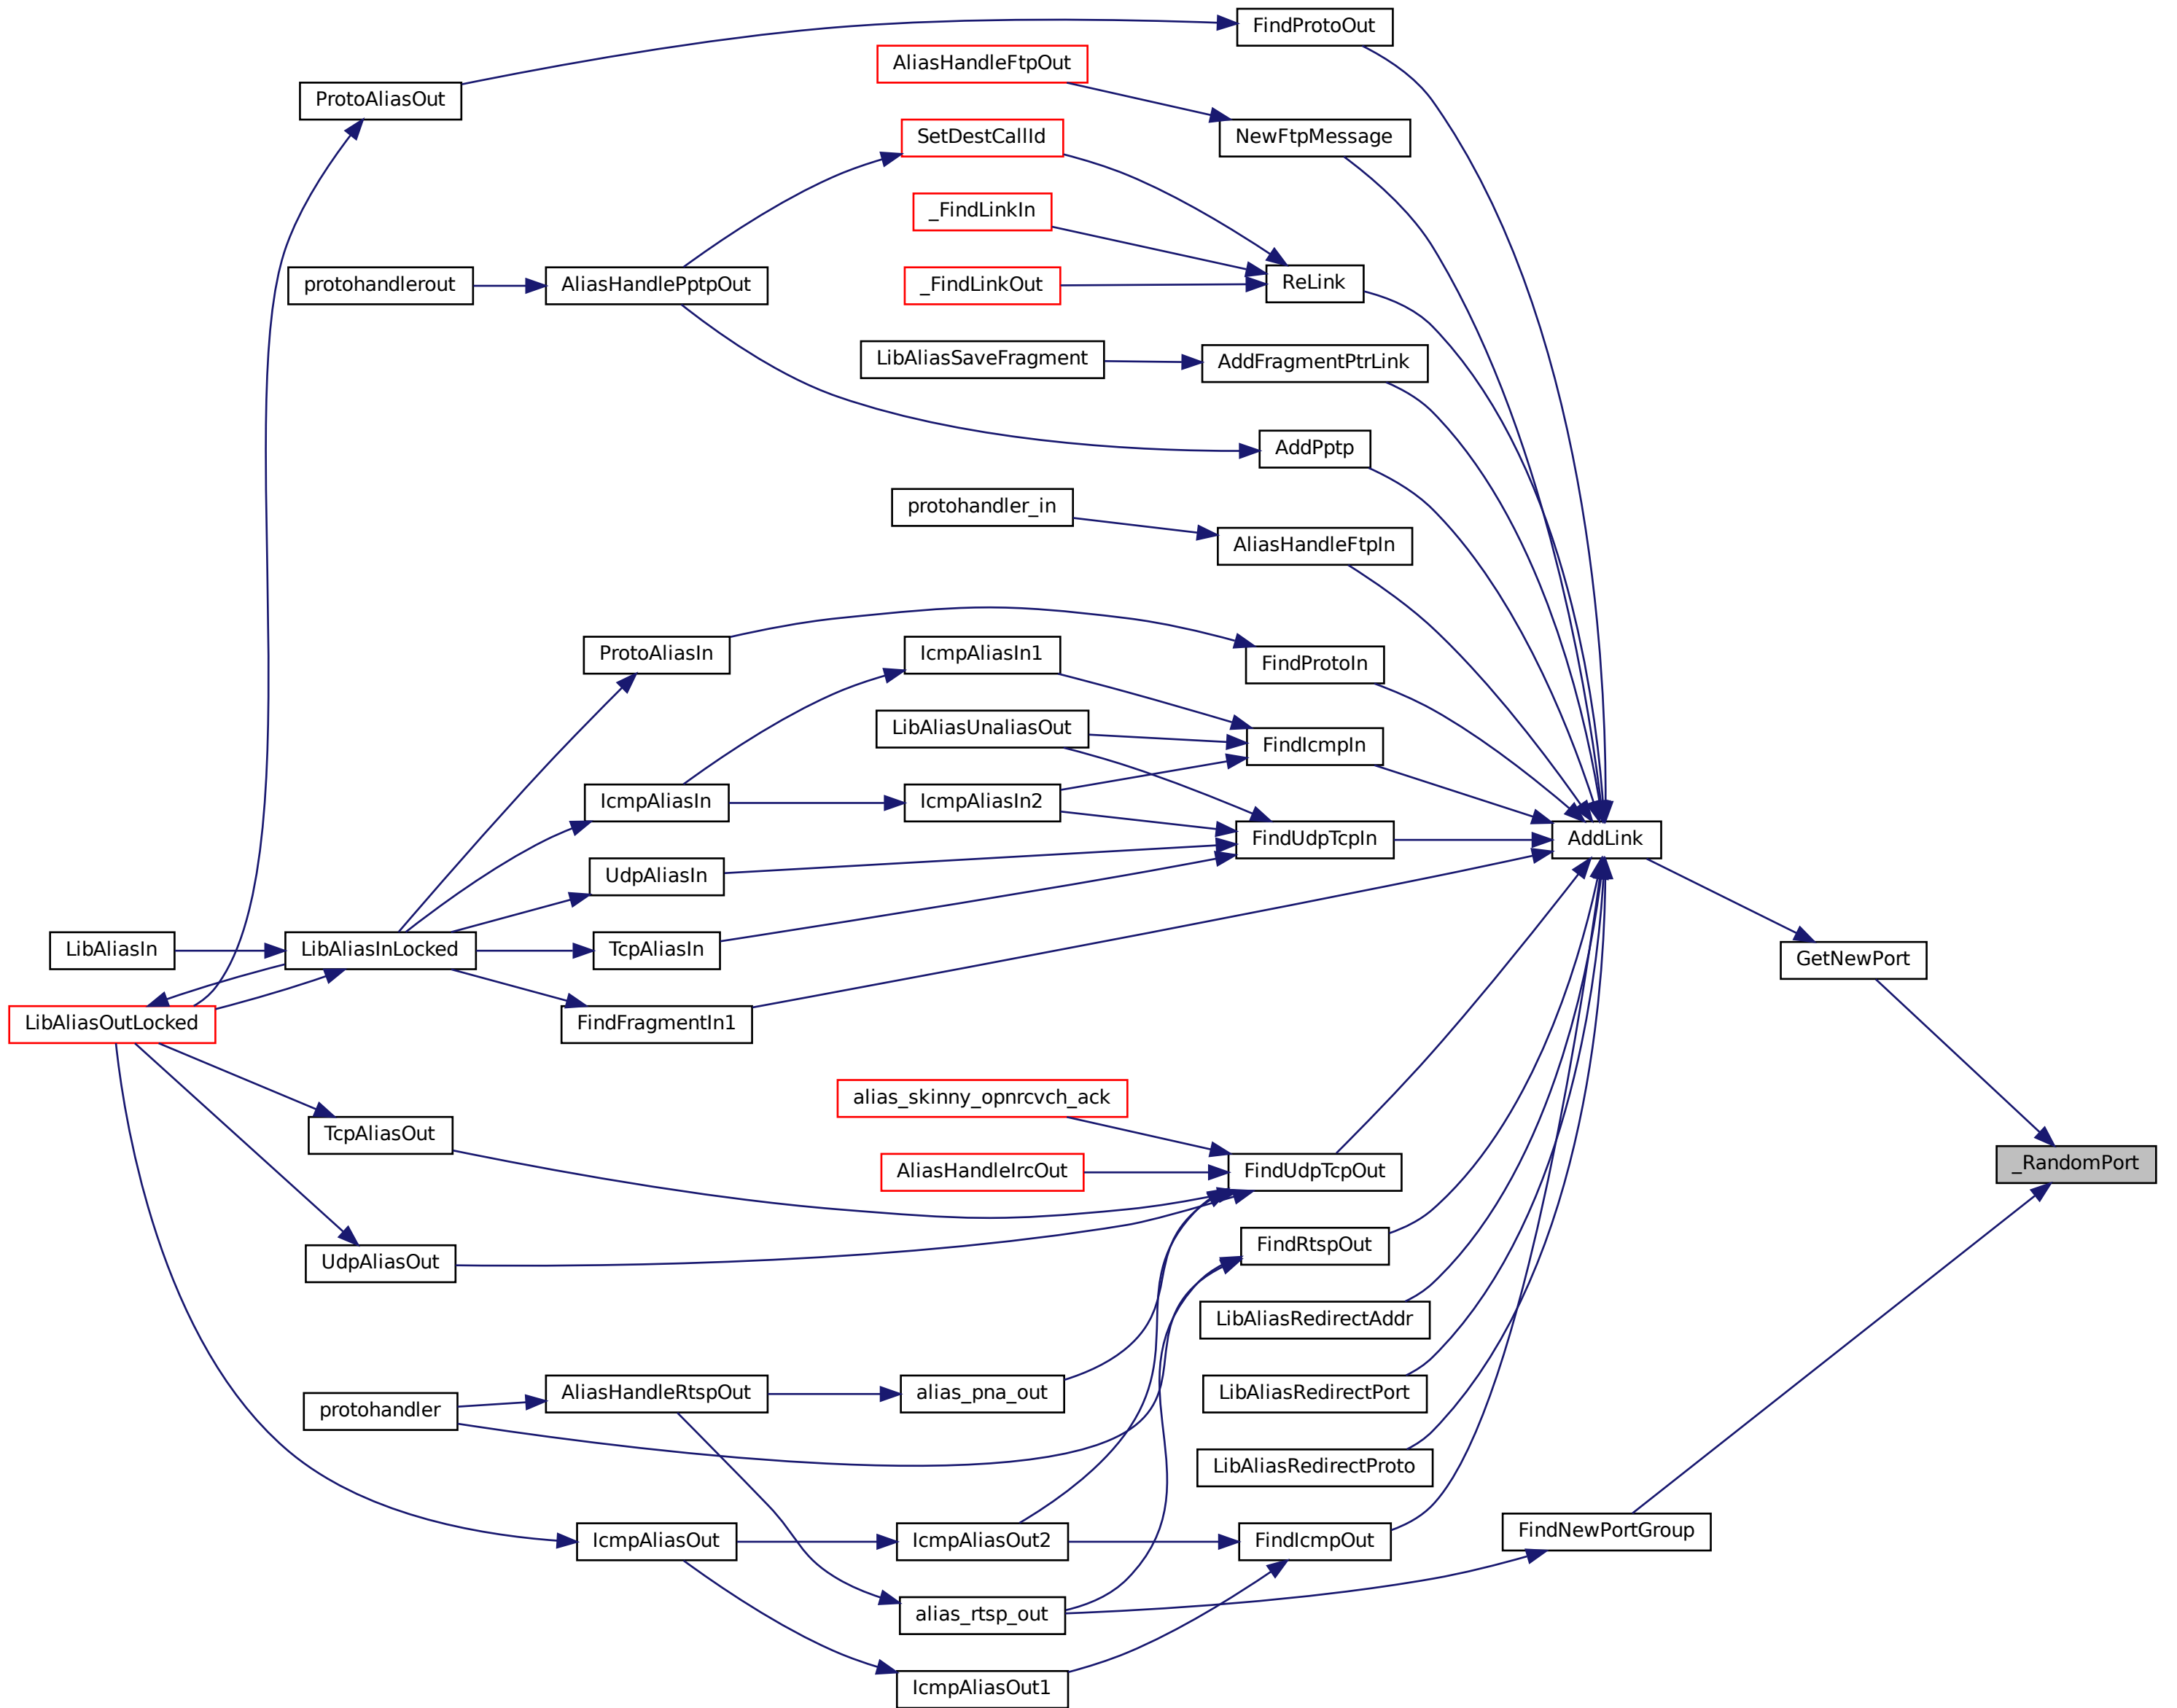 FindProtoOut
AliasHandleFtpOut
ProtoAliasOut
NewFtpMessage
SetDestCallId
_FindLinkIn
protohandlerout
AliasHandlePptpOut
_FindLinkOut
ReLink
LibAliasSaveFragment
AddFragmentPtrLink
AddPptp
protohandler_in
AliasHandleFtpIn
ProtoAliasIn
IcmpAliasIn1
FindProtoIn
LibAliasUnaliasOut
FindIcmpIn
IcmpAliasIn
IcmpAliasIn2
FindUdpTcpIn
AddLink
UdpAliasIn
LibAliasIn
LibAliasInLocked
TcpAliasIn
GetNewPort
LibAliasOutLocked
FindFragmentIn1
alias_skinny_opnrcvch_ack
TcpAliasOut
AliasHandleIrcOut
FindUdpTcpOut
_RandomPort
UdpAliasOut
FindRtspOut
LibAliasRedirectAddr
protohandler
AliasHandleRtspOut
alias_pna_out
LibAliasRedirectPort
LibAliasRedirectProto
IcmpAliasOut
IcmpAliasOut2
FindIcmpOut
FindNewPortGroup
alias_rtsp_out
IcmpAliasOut1